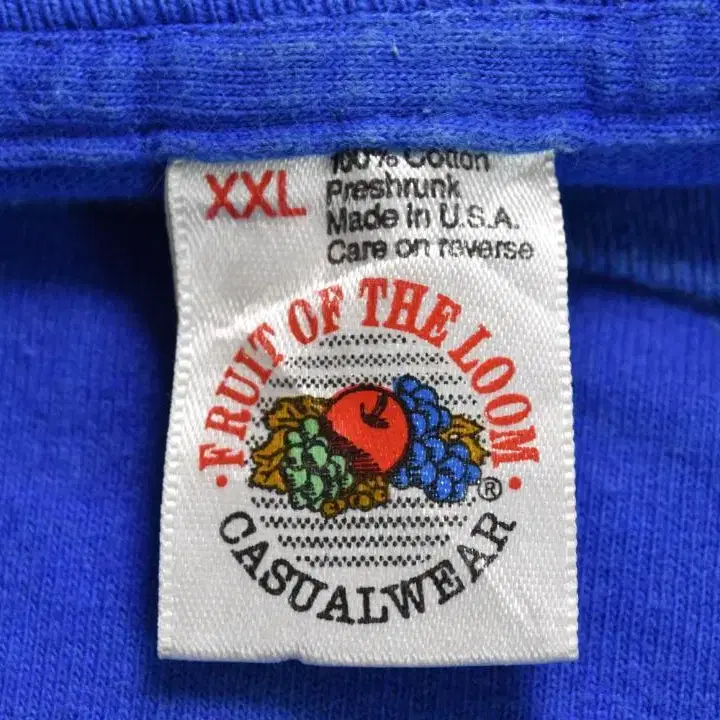 XXL
100% Cotton
Preshrunk
Made in U.S.A.
Care on reverse
· FRUIT OF THE LOOM ·
®
CASUALWEAR